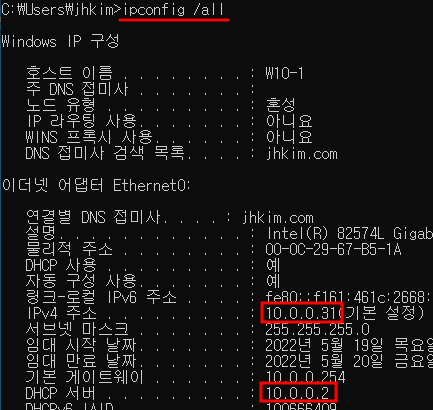 C:\Users\jhkim>ipconfig /all
Windows IP 구성
호스트 이름 . . . . . . . . : W10-1
주 DNS 접미사 . . . . . . . :
노드 유형 . . . . . . . . . : 혼성
IP 라우팅 사용. . . . . . . : 아니요
WINS 프록시 사용. . . . . . : 아니요
DNS 접미사 검색 목록. . . . : jhkim.com
이더넷 어댑터 Ethernet0:
연결별 DNS 접미사. . . . : jhkim.com
설명. . . . . . . . . . . . : Intel(R) 82574L Gigab
물리적 주소 . . . . . . . . : 00-0C-29-67-B5-1A
DHCP 사용 . . . . . . . . . : 예
자동 구성 사용. . . . . . . : 예
링크-로컬 IPv6 주소 . . . . : fe80::f161:461c:2668:
IPv4 주소 . . . . . . . . . : 10.0.0.31(기본 설정)
서브넷 마스크 . . . . . . . : 255.255.255.0
임대 시작 날짜. . . . . . . : 2022년 5월 19일 목요일
임대 만료 날짜. . . . . . . : 2022년 5월 20일 금요일
기본 게이트웨이 . . . . . . : 10.0.0.254
DHCP 서버 . . . . . . . . . : 10.0.0.2
DHCPv6 IAID . . . . . . . . : 100666409